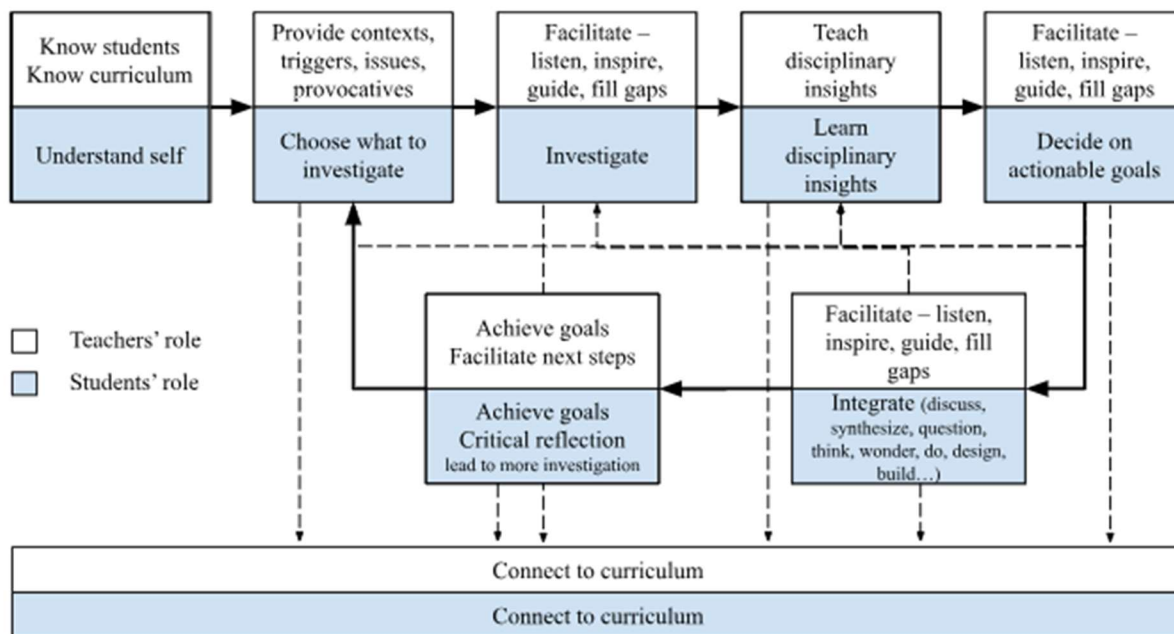 Know students
Know curriculum
Understand self
Provide contexts,
triggers, issues,
provocatives
Choose what to
investigate
Facilitate –
listen, inspire,
guide, fill gaps
Investigate
Teach
disciplinary
insights
Learn
disciplinary
insights
Facilitate –
listen, inspire,
guide, fill gaps
Decide on
actionable goals
Teachers' role
Students' role
Achieve goals
Facilitate next steps
Achieve goals
Critical reflection
lead to more investigation
Facilitate – listen,
inspire, guide, fill
gaps
Integrate (discuss,
synthesize, question,
think, wonder, do, design,
build…)
Connect to curriculum
Connect to curriculum